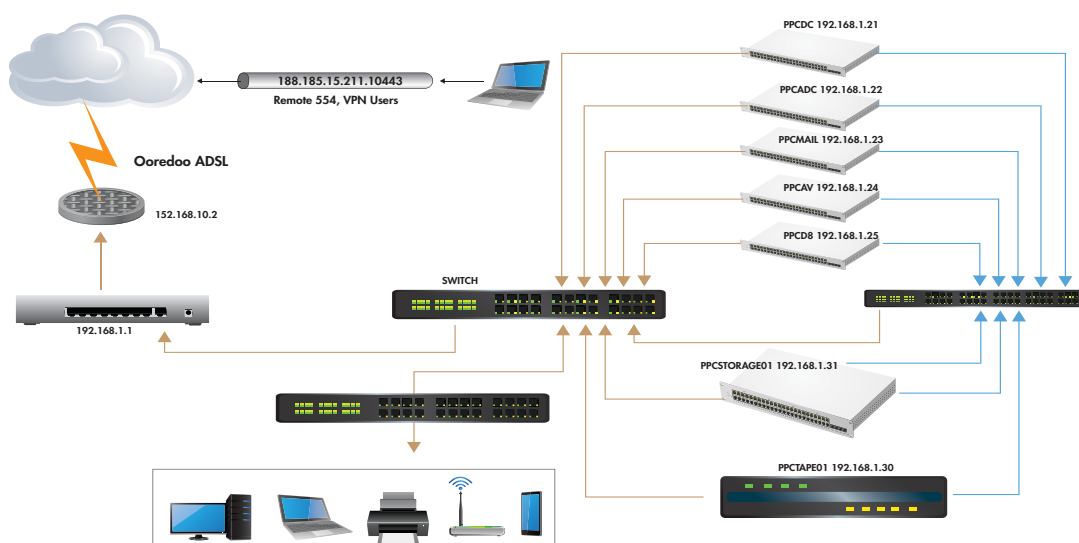 PPCDC 192.168.1.21
188.185.15.211.10443
Remote 554, VPN Users
PPCADC 192.168.1.22
PPCMAIL 192.168.1.23
Ooredoo ADSL
PPCAV 192.168.1.24
152.168.10.2
PPCD8 192.168.1.25
SWITCH
192.168.1.1
PPCSTORAGE01 192.168.1.31
PPCTAPE01 192.168.1.30